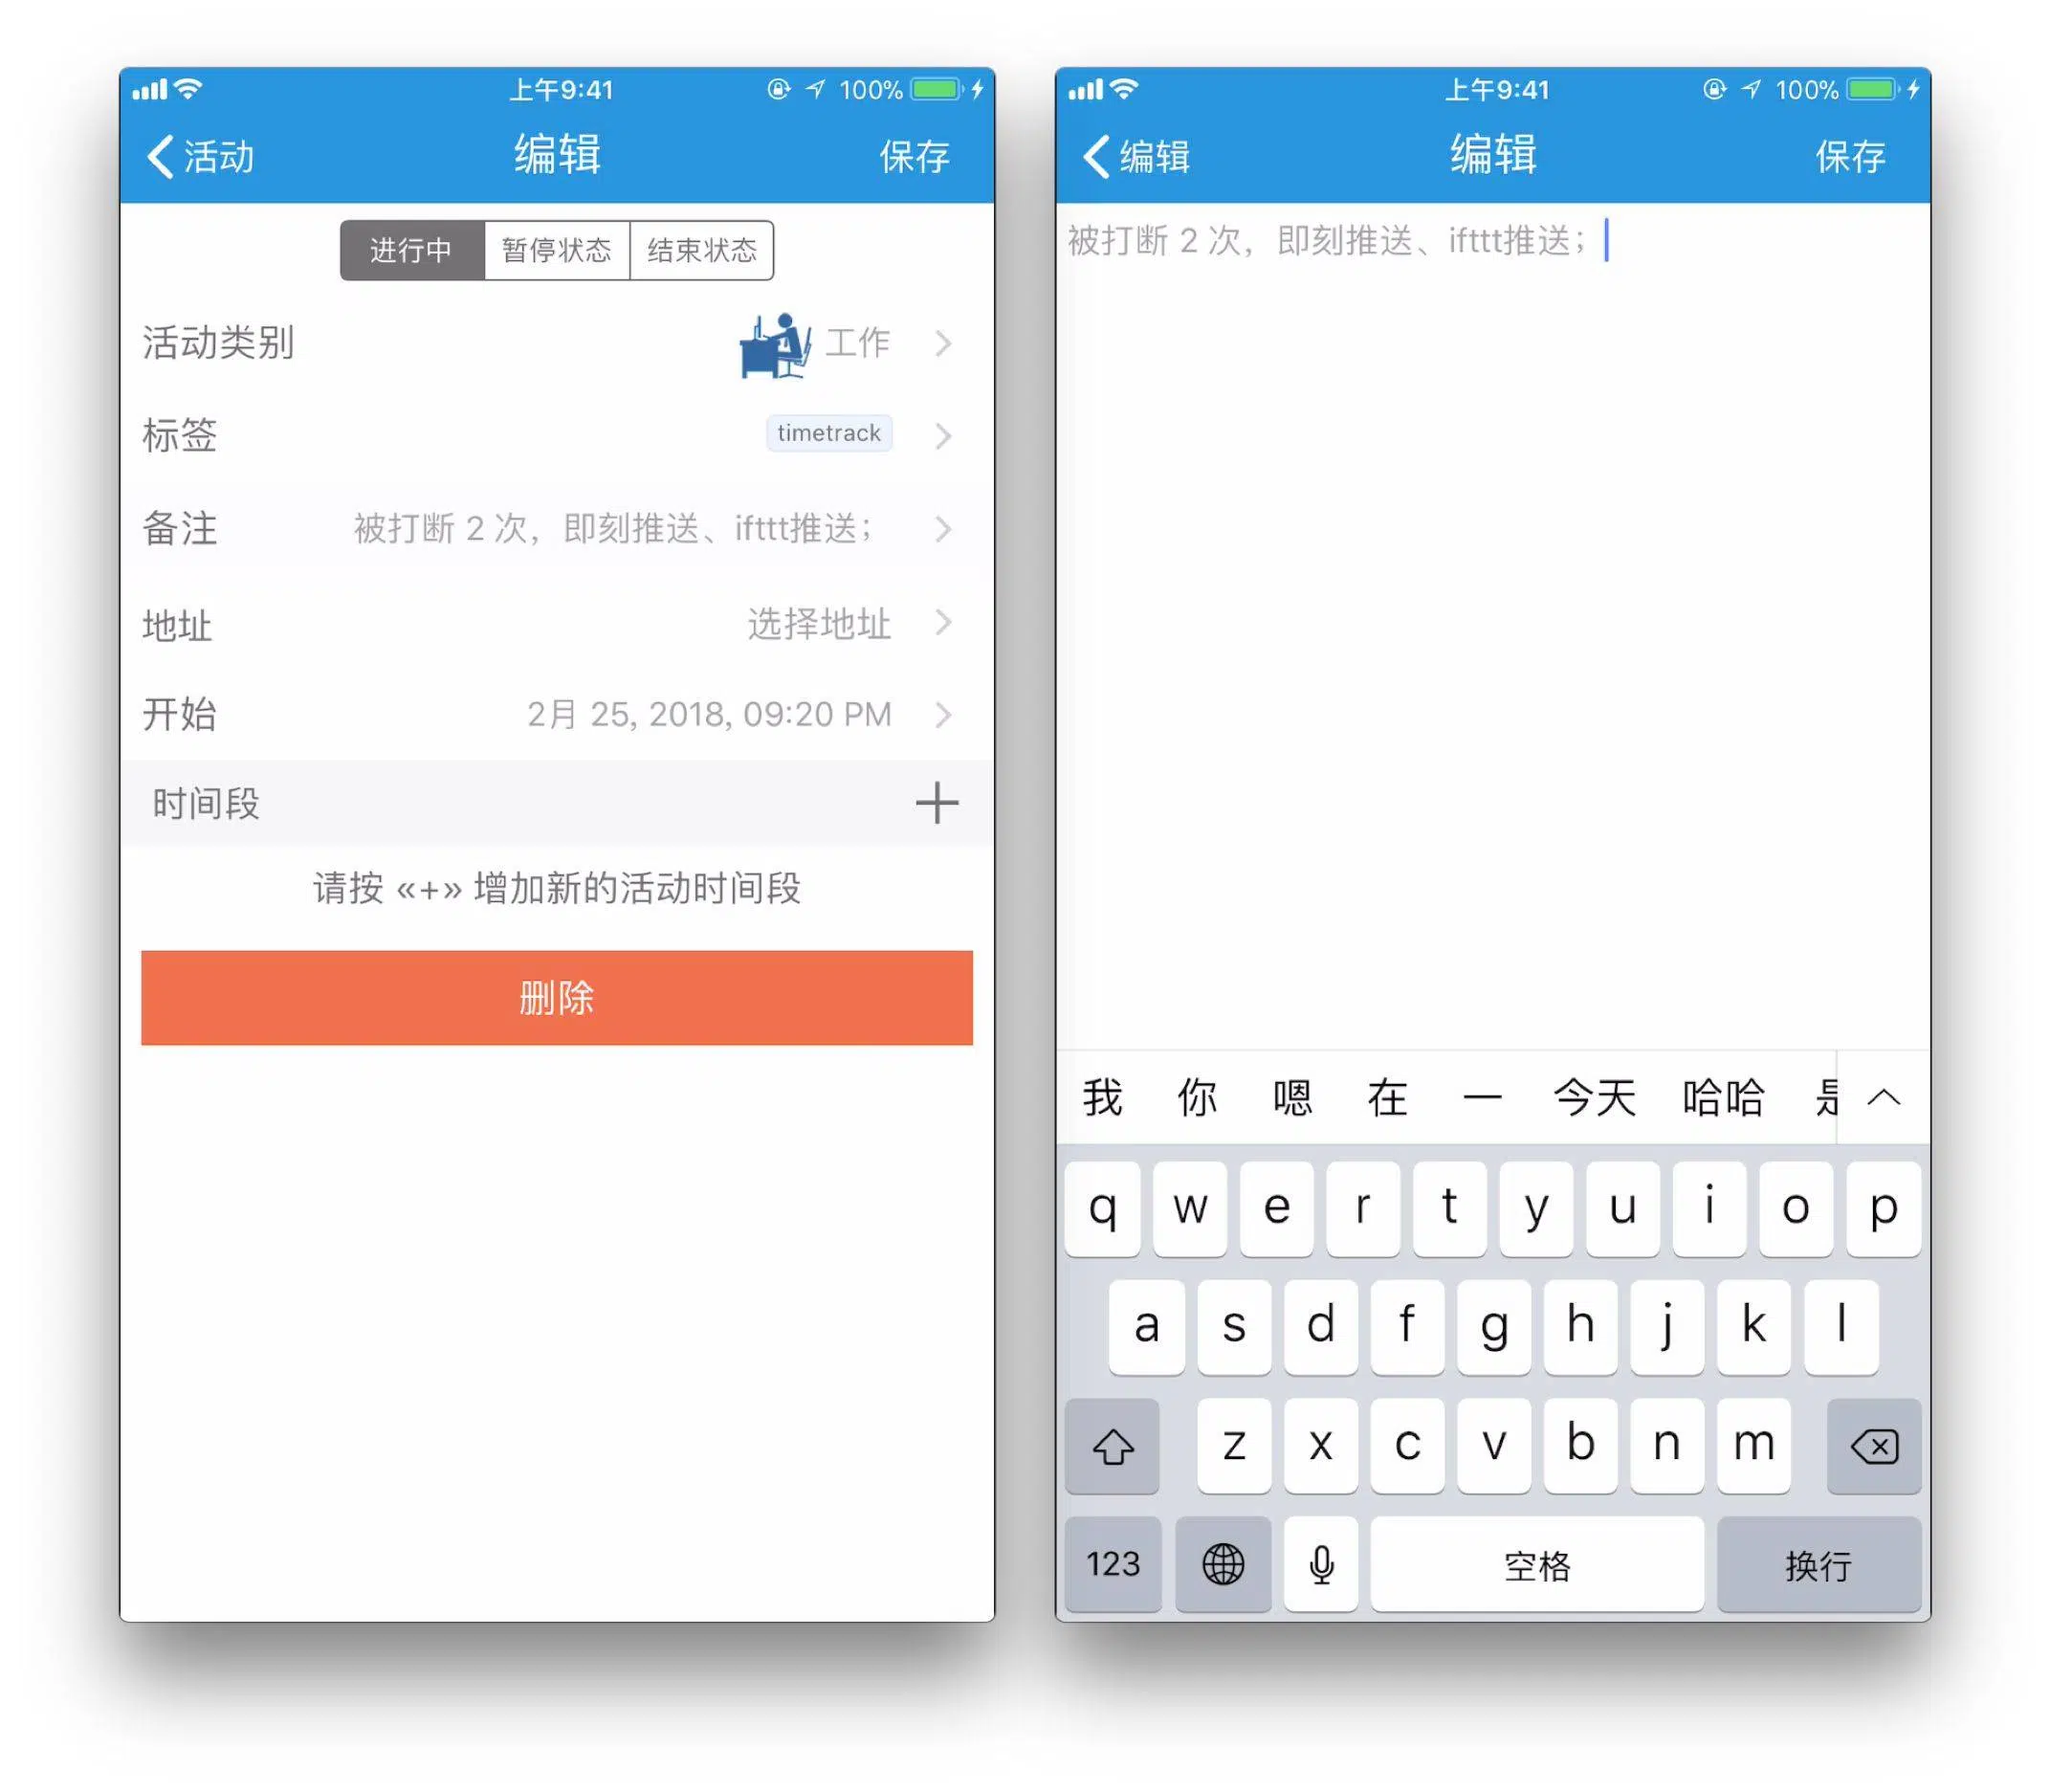 上午9:41 100%
活动 编辑 保存
进行中 暂停状态 结束状态
活动类别 工作
标签 timetrack
备注 被打断 2 次，即刻推送、ifttt推送；
地址 选择地址
开始 2月 25, 2018, 09:20 PM
时间段
请按 «+» 增加新的活动时间段
删除
上午9:41 100%
编辑 编辑 保存
被打断 2 次，即刻推送、ifttt推送；
我 你 嗯 在 一 今天 哈哈 是
q w e r t y u i o p
a s d f g h j k l
z x c v b n m
123 空格 换行